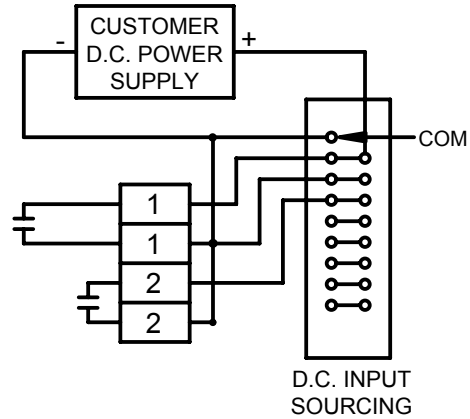 CUSTOMER
D.C. POWER
SUPPLY
-
+
COM
1
1
2
2
D.C. INPUT
SOURCING